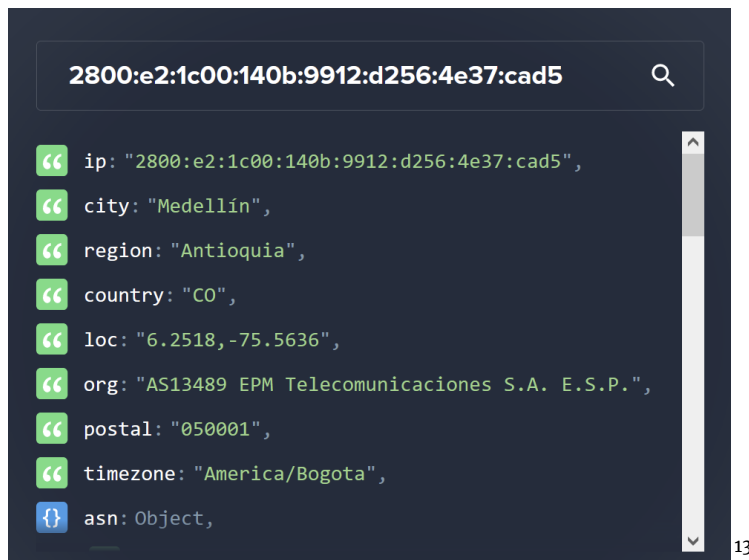 2800:e2:1c00:140b:9912:d256:4e37:cad5
ip: "2800:e2:1c00:140b:9912:d256:4e37:cad5",
city: "Medellín",
region: "Antioquia",
country: "CO",
loc: "6.2518,-75.5636",
org: "AS13489 EPM Telecomunicaciones S.A. E.S.P.",
postal: "050001",
timezone: "America/Bogota",
{} asn: Object,
13